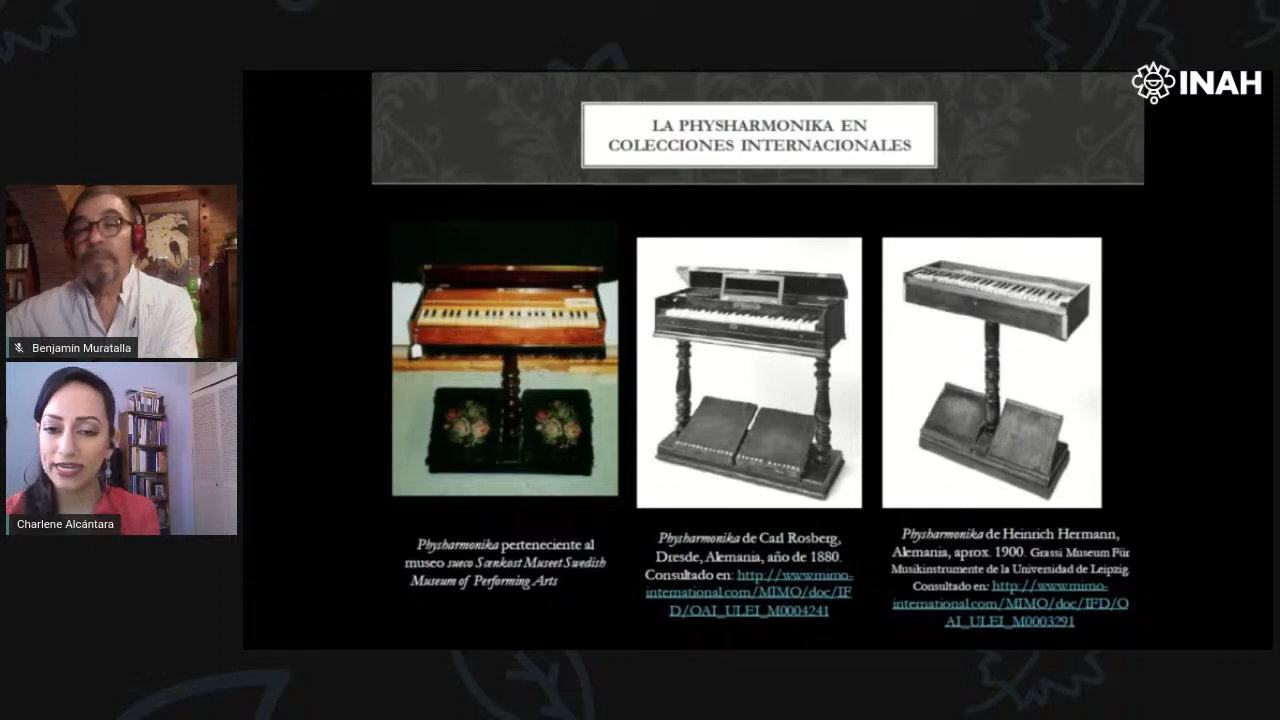 INAH
LA PHYSHARMONIKA EN
COLECCIONES INTERNACIONALES
Benjamín Muratalla
Charlene Alcántara
Physharmonika perteneciente al
museo sueco Scenkost Museet Swedish
Museum of Performing Arts
Physharmonika de Carl Rosberg,
Dresde, Alemania, año de 1880.
Consultado en: http://www.mimo-
international.com/MIMO/doc/IF
D/OAI_ULEI_M0004241
Physharmonika de Heinrich Hermann,
Alemania, aprox. 1900. Grassi Museum Für
Musikinstrumente de la Universidad de Leipzig.
Consultado en: http://www.mimo-
international.com/MIMO/doc/IFD/O
AI_ULEI_M0003291